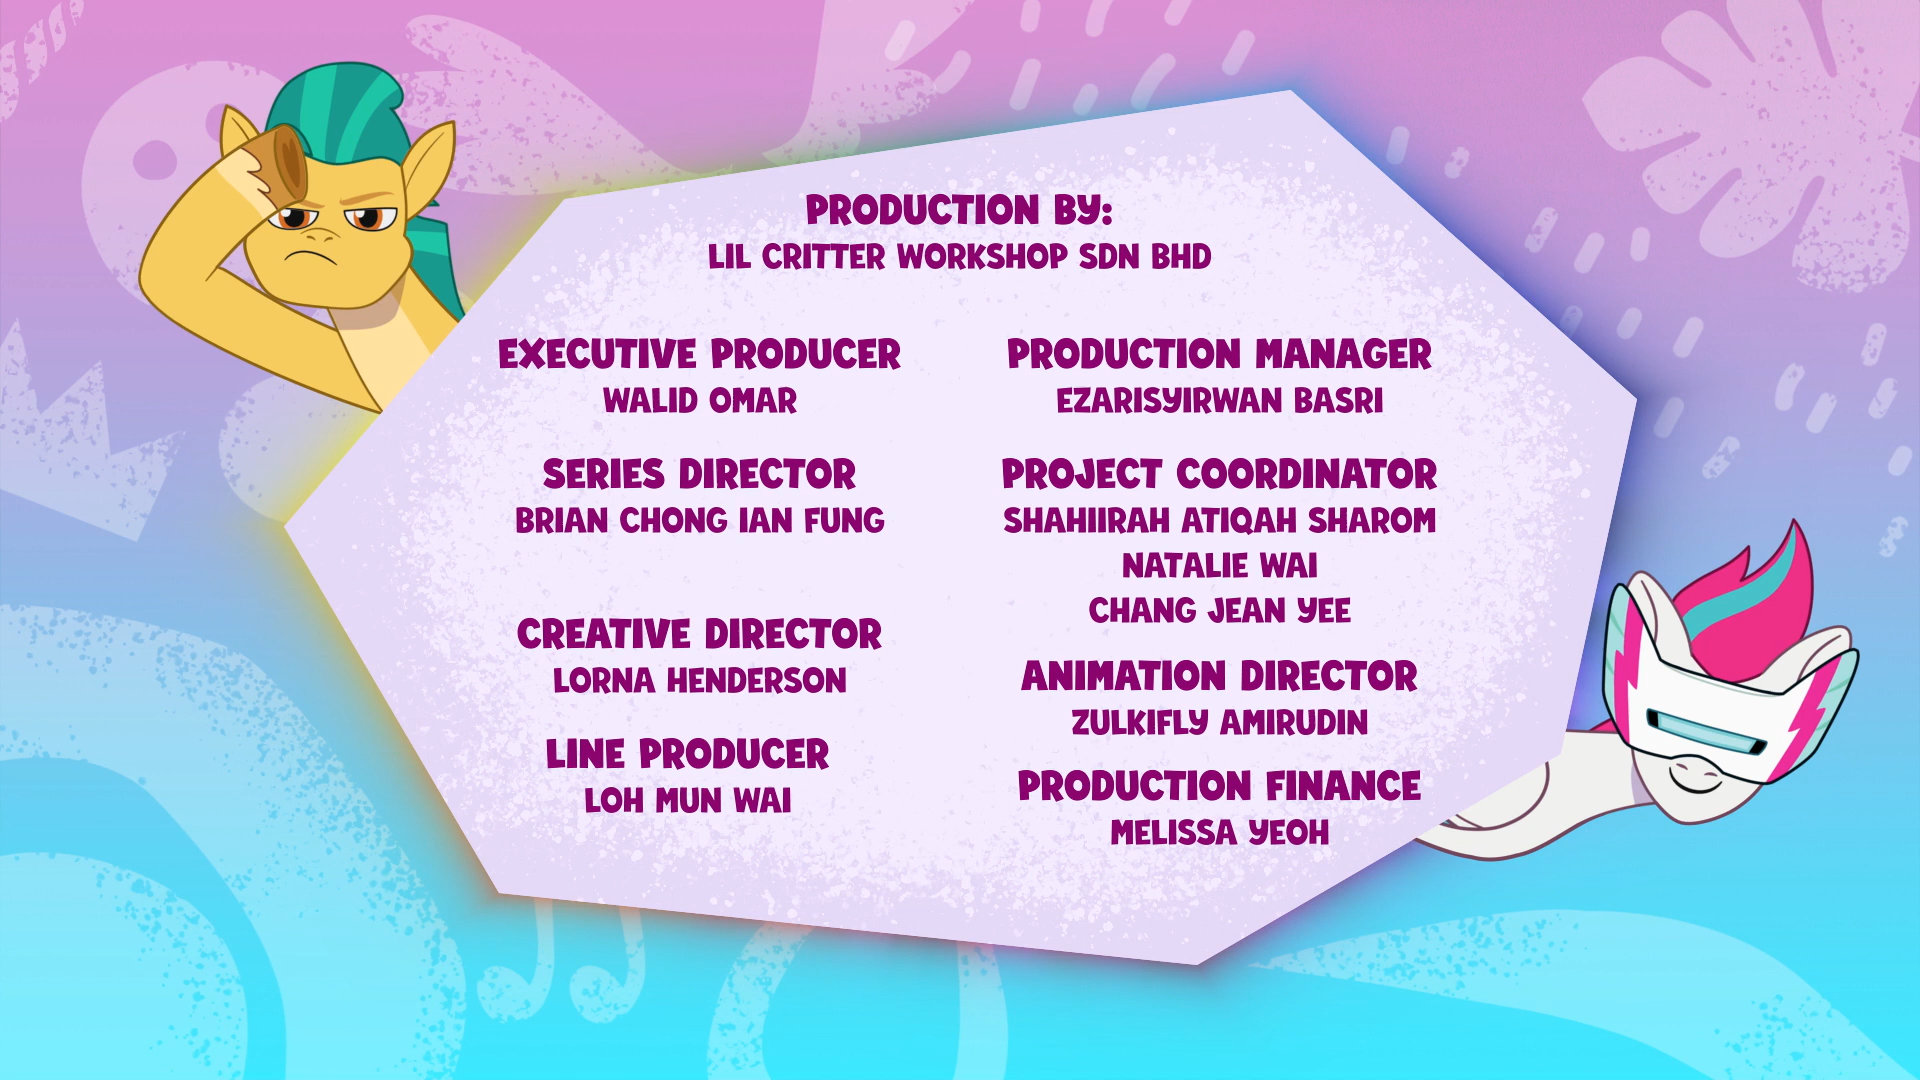 PRODUCTION BY:
LIL CRITTER WORKSHOP SDN BHD
EXECUTIVE PRODUCER
WALID OMAR
SERIES DIRECTOR
BRIAN CHONG IAN FUNG
CREATIVE DIRECTOR
LORNA HENDERSON
LINE PRODUCER
LOH MUN WAI
PRODUCTION MANAGER
EZARISYIRWAN BASRI
PROJECT COORDINATOR
SHAHIIRAH ATIQAH SHAROM
NATALIE WAI
CHANG JEAN YEE
ANIMATION DIRECTOR
ZULKIFLY AMIRUDIN
PRODUCTION FINANCE
MELISSA YEOH